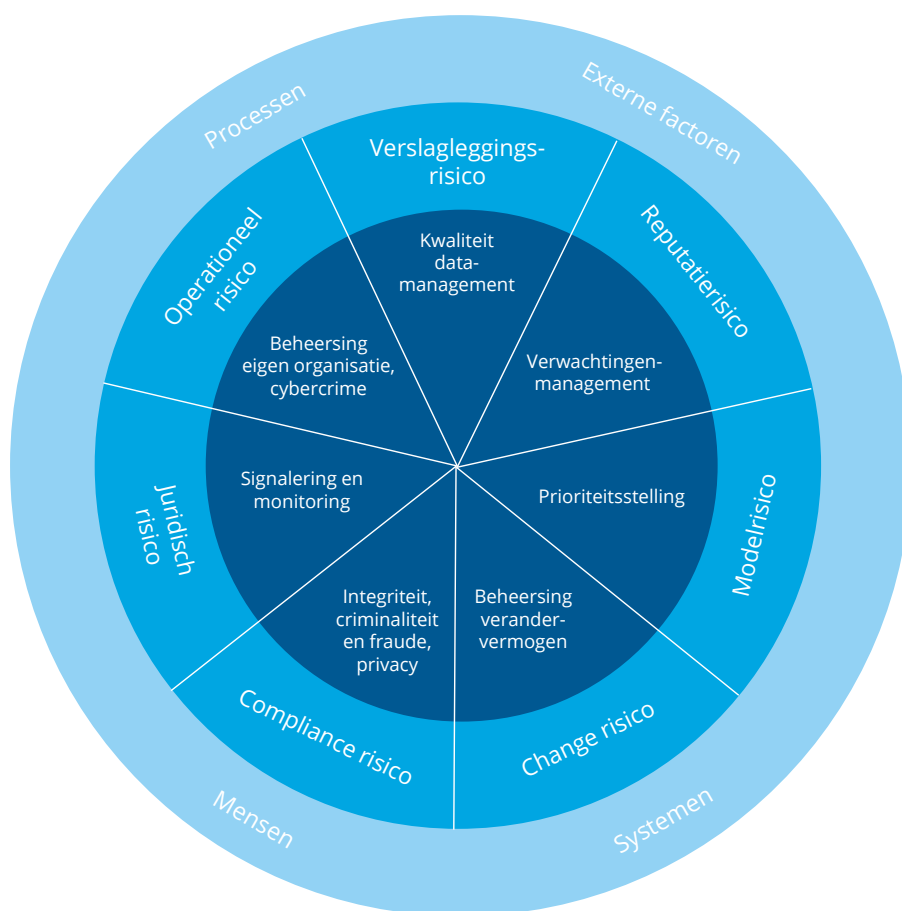 Processen
Externe factoren
Verslagleggings-
risico
Reputatierisico
Operationeel
risico
Kwaliteit
data-
management
Beheersing
eigen organisatie,
cybercrime
Verwachtingen-
management
Signalering en
monitoring
Prioriteitsstelling
Juridisch
risico
Modelrisico
Integriteit,
criminaliteit
en fraude,
privacy
Beheersing
verander-
vermogen
Compliance risico
Change risico
Mensen
Systemen